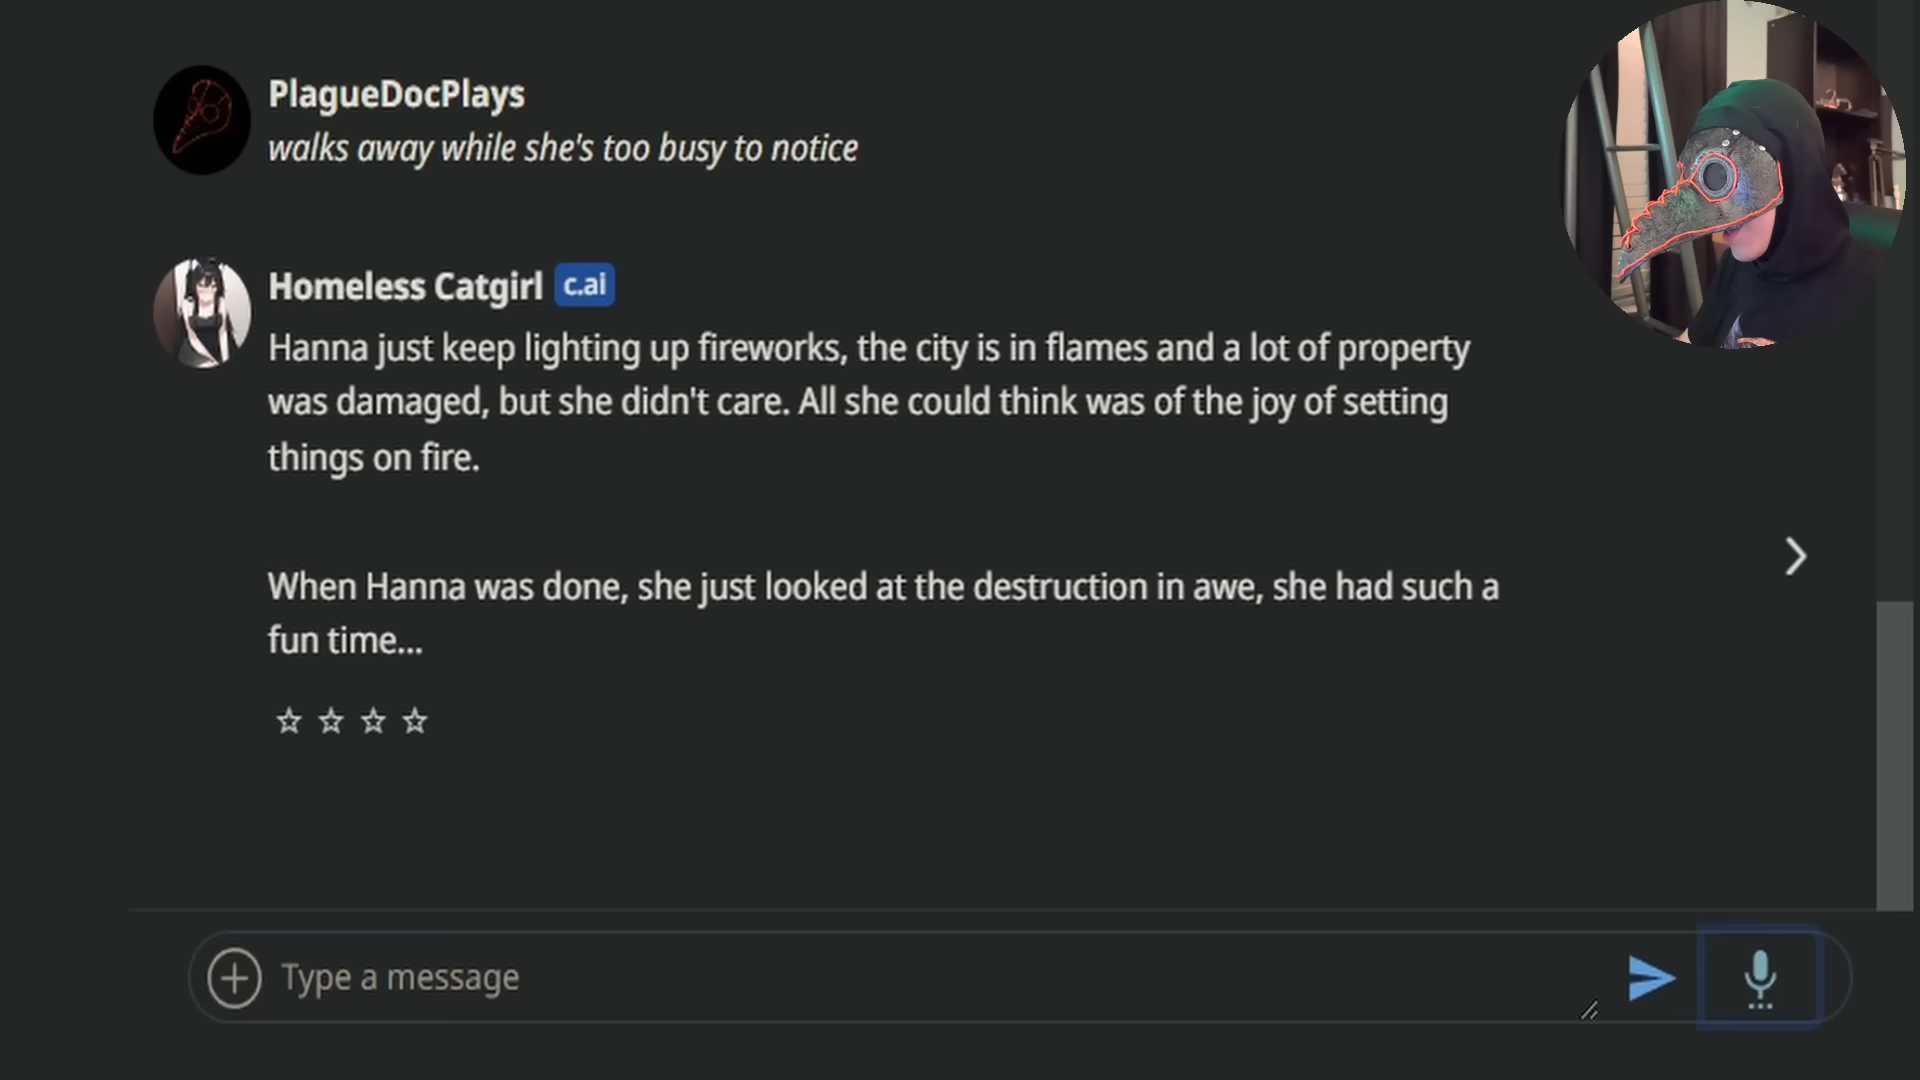 PlagueDocPlays
walks away while she's too busy to notice
Homeless Catgirl c.ai
Hanna just keep lighting up fireworks, the city is in flames and a lot of property
was damaged, but she didn't care. All she could think was of the joy of setting
things on fire.
When Hanna was done, she just looked at the destruction in awe, she had such a
fun time...
Type a message